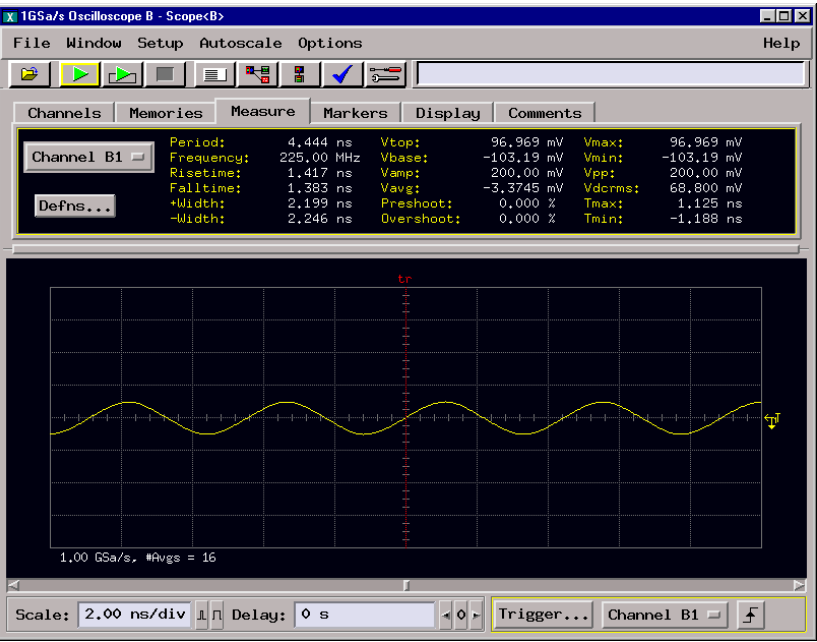 1GSa/s Oscilloscope B - Scope<B>
File Window Setup Autoscale Options Help
Channels Memories Measure Markers Display Comments
Channel B1
Defns...
Period: 4.444 ns Vtop: 96.969 mV Vmax: 96.969 mV
Frequency: 225.00 MHz Vbase: -103.19 mV Vmin: -103.19 mV
Risetime: 1.417 ns Vamp: 200.00 mV Vpp: 200.00 mV
Falltime: 1.383 ns Vavg: -3.3745 mV Vdcrms: 68.800 mV
+Width: 2.199 ns Preshoot: 0.000 % Tmax: 1.125 ns
-Width: 2.246 ns Overshoot: 0.000 % Tmin: -1.188 ns
tr
T
1.00 GSa/s, #Avgs = 16
Scale: 2.00 ns/div Delay: 0 s Trigger... Channel B1